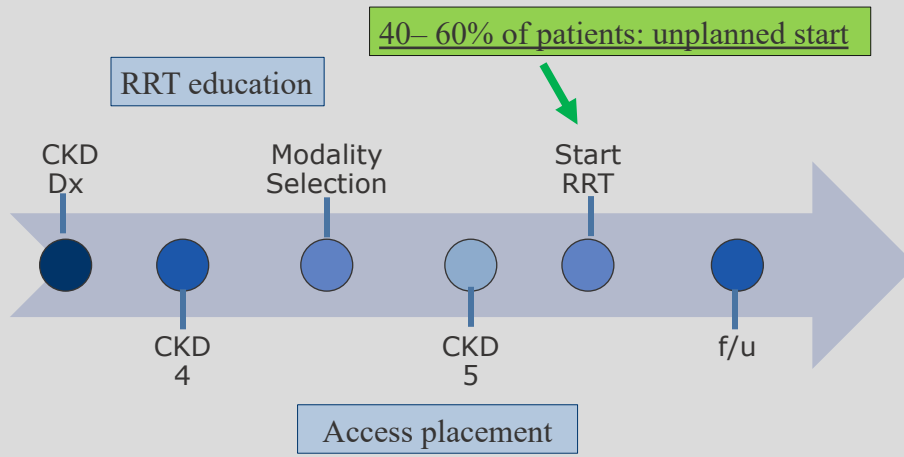 40– 60% of patients: unplanned start
RRT education
CKD
Dx
Modality
Selection
Start
RRT
CKD
4
CKD
5
f/u
Access placement